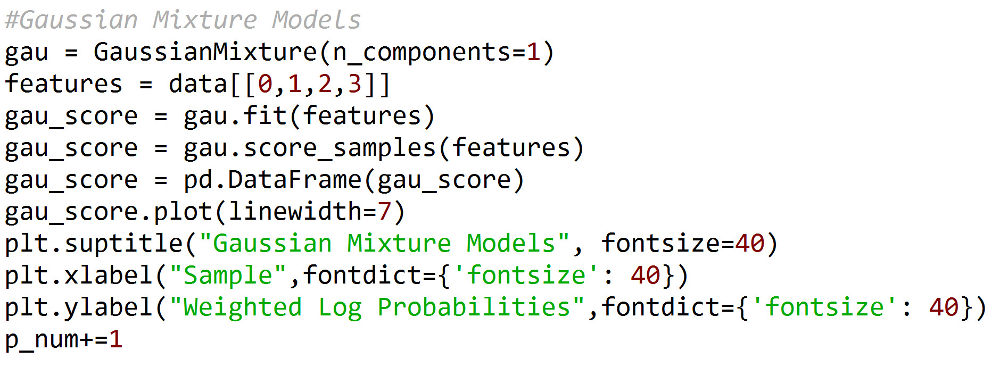 #Gaussian Mixture Models
gau = GaussianMixture(n_components=1)
features = data[[0,1,2,3]]
gau_score = gau.fit(features)
gau_score = gau.score_samples(features)
gau_score = pd.DataFrame(gau_score)
gau_score.plot(linewidth=7)
plt.suptitle("Gaussian Mixture Models", fontsize=40)
plt.xlabel("Sample",fontdict={'fontsize': 40})
plt.ylabel("Weighted Log Probabilities",fontdict={'fontsize': 40})
p_num+=1